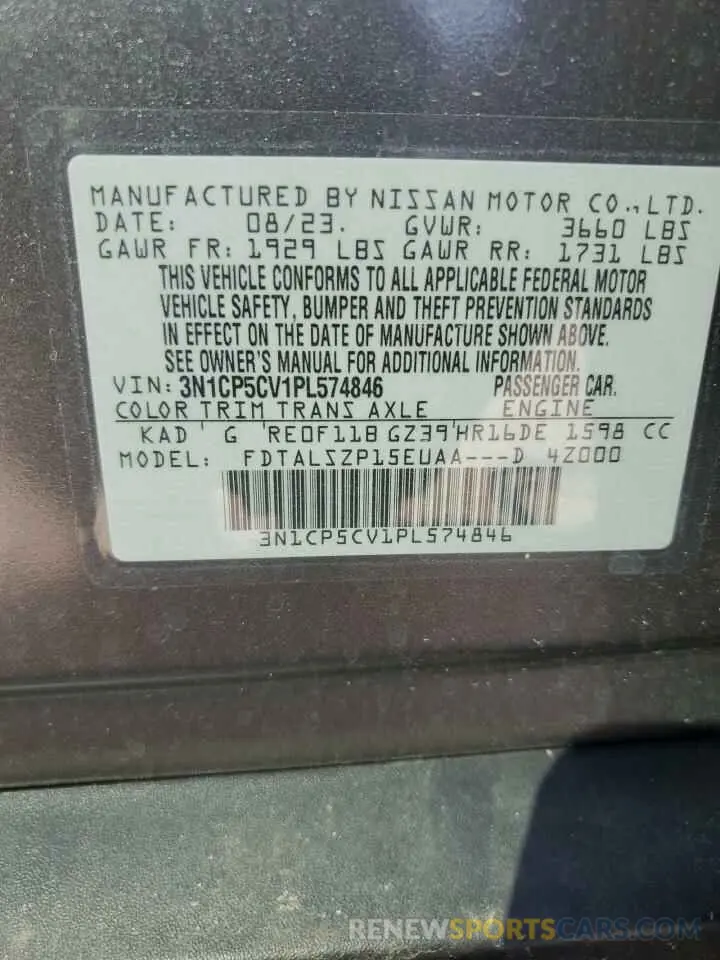 MANUFACTURED BY NISSAN MOTOR CO., LTD.
DATE: 08/23. GVWR: 3660 LBS
GAWR FR: 1929 LBS GAWR RR: 1731 LBS
THIS VEHICLE CONFORMS TO ALL APPLICABLE FEDERAL MOTOR
VEHICLE SAFETY, BUMPER AND THEFT PREVENTION STANDARDS
IN EFFECT ON THE DATE OF MANUFACTURE SHOWN ABOVE.
SEE OWNER'S MANUAL FOR ADDITIONAL INFORMATION.
VIN: 3N1CP5CV1PL574846 PASSENGER CAR.
COLOR TRIM TRANS AXLE ENGINE
KAD G RE0F11B GZ39 HR16DE 1598 CC
MODEL: FDTALSZP15EUAA---D 4Z000
3N1CP5CV1PL574846
RENEWSPORTSCARS.COM